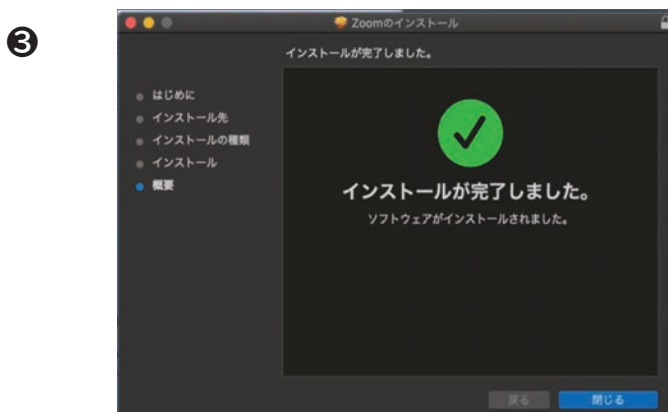 ❸
Zoomのインストール
インストールが完了しました。
はじめに
インストール先
インストールの種類
インストール
概要
インストールが完了しました。
ソフトウェアがインストールされました。
戻る
閉じる